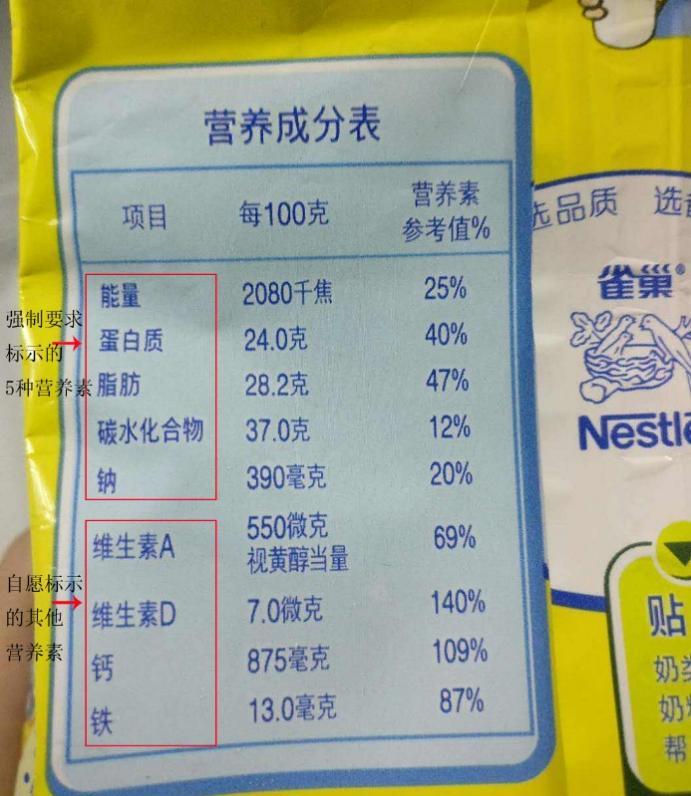 营养成分表
项目 每100克 营养素参考值%
能量 2080千焦 25%
蛋白质 24.0克 40%
脂肪 28.2克 47%
碳水化合物 37.0克 12%
钠 390毫克 20%
维生素A 550微克视黄醇当量 69%
维生素D 7.0微克 140%
钙 875毫克 109%
铁 13.0毫克 87%
强制要求
标示的
5种营养素
自愿标示
的其他
营养素
选品质 选
雀巢®
Nestlé
贴
奶类
奶
帮